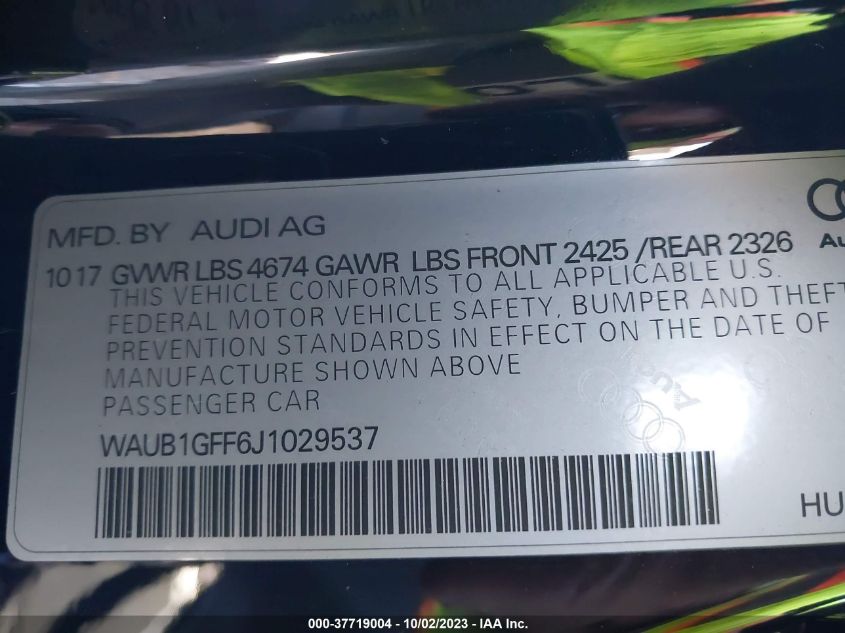 MFD. BY AUDI AG
10 17 GVWR LBS 4674 GAWR LBS FRONT 2425 /REAR 2326
THIS VEHICLE CONFORMS TO ALL APPLICABLE U.S.
FEDERAL MOTOR VEHICLE SAFETY, BUMPER AND THEFT
PREVENTION STANDARDS IN EFFECT ON THE DATE OF
MANUFACTURE SHOWN ABOVE
PASSENGER CAR
WAUB1GFF6J1029537
HU
000-37719004 - 10/02/2023 - IAA Inc.